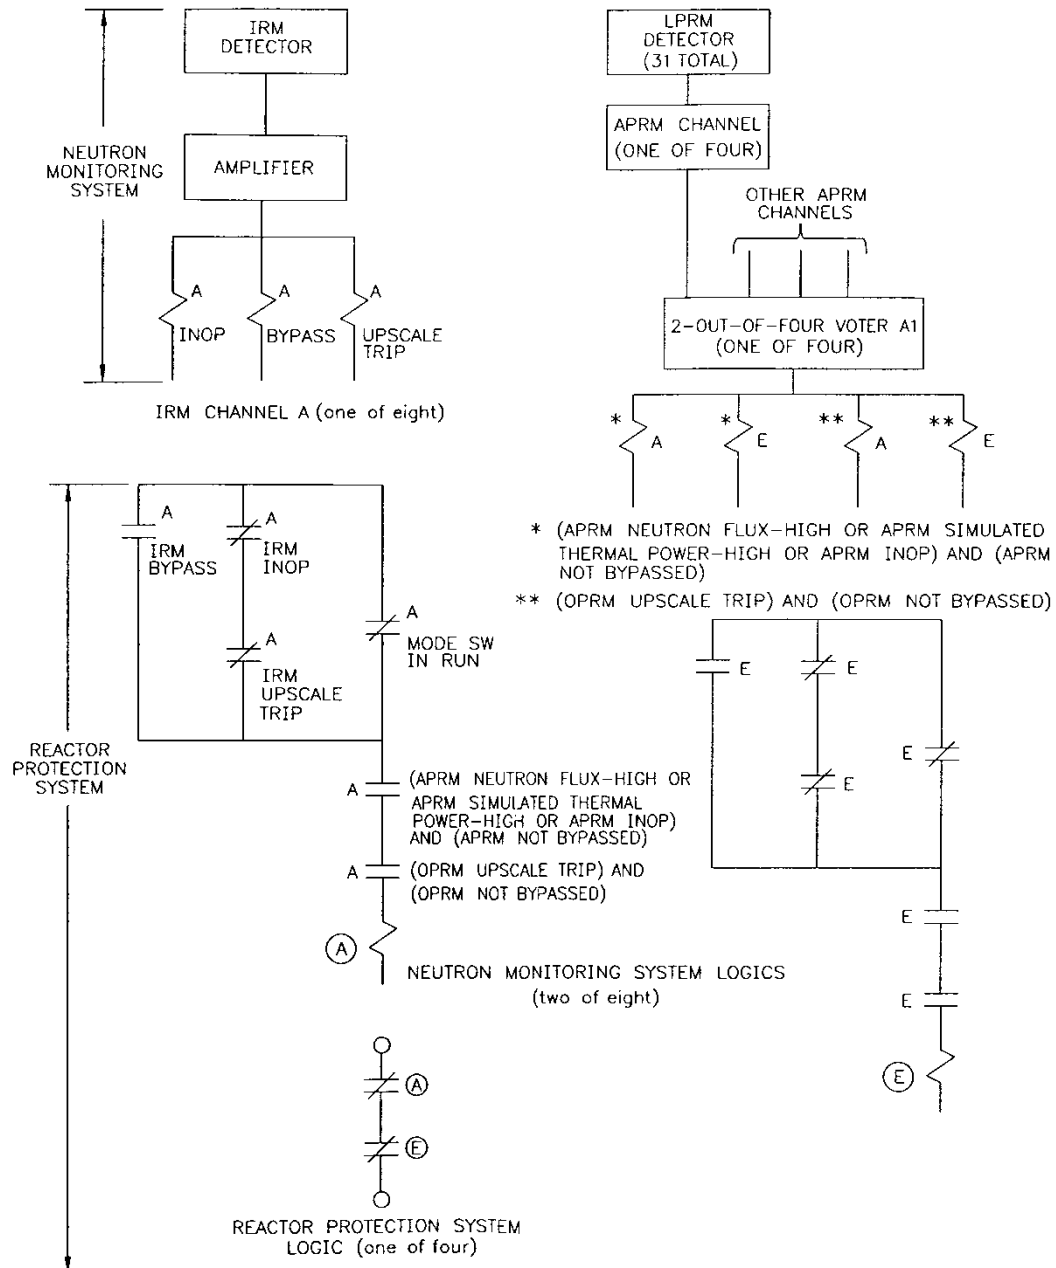 IRM
DETECTOR
AMPLIFIER
NEUTRON
MONITORING
SYSTEM
A
INOP
A
BYPASS
A
UPSCALE
TRIP
IRM CHANNEL A (one of eight)
LPRM
DETECTOR
(31 TOTAL)
APRM CHANNEL
(ONE OF FOUR)
OTHER APRM
CHANNELS
2-OUT-OF-FOUR VOTER A1
(ONE OF FOUR)
* A
* E
** A
** E
* (APRM NEUTRON FLUX-HIGH OR APRM SIMULATED
THERMAL POWER-HIGH OR APRM INOP) AND (APRM
NOT BYPASSED)
** (OPRM UPSCALE TRIP) AND (OPRM NOT BYPASSED)
REACTOR
PROTECTION
SYSTEM
A
IRM
BYPASS
A
IRM
INOP
A
IRM
UPSCALE
TRIP
A
MODE SW
IN RUN
A
(APRM NEUTRON FLUX-HIGH OR
APRM SIMULATED THERMAL
POWER-HIGH OR APRM INOP)
AND (APRM NOT BYPASSED)
A
(OPRM UPSCALE TRIP) AND
(OPRM NOT BYPASSED)
A
E
E
E
E
E
E
E
NEUTRON MONITORING SYSTEM LOGICS
(two of eight)
A
E
REACTOR PROTECTION SYSTEM
LOGIC (one of four)